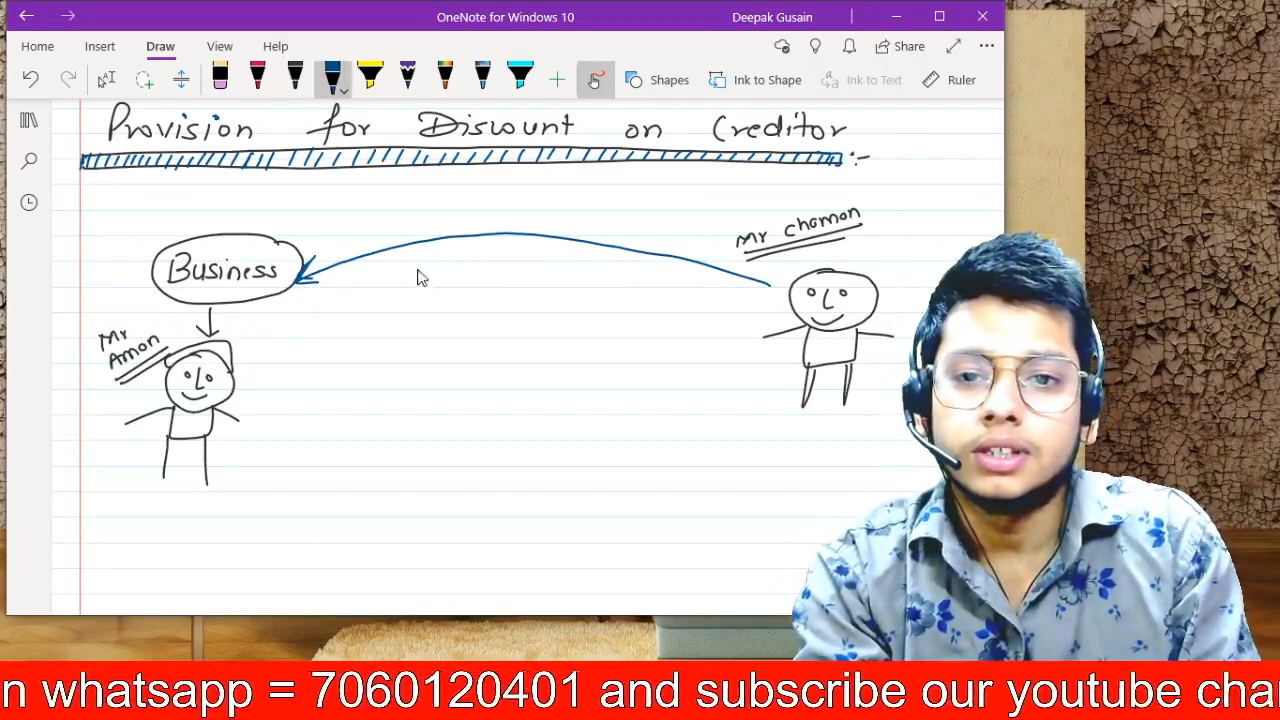 OneNote for Windows 10
Deepak Gusain
Home Insert Draw View Help
Share
Shapes Ink to Shape Ink to Text Ruler
Provision for Discount on Creditor :-
Mr chaman
Business
Mr
Aman
n whatsapp = 7060120401 and subscribe our youtube cha